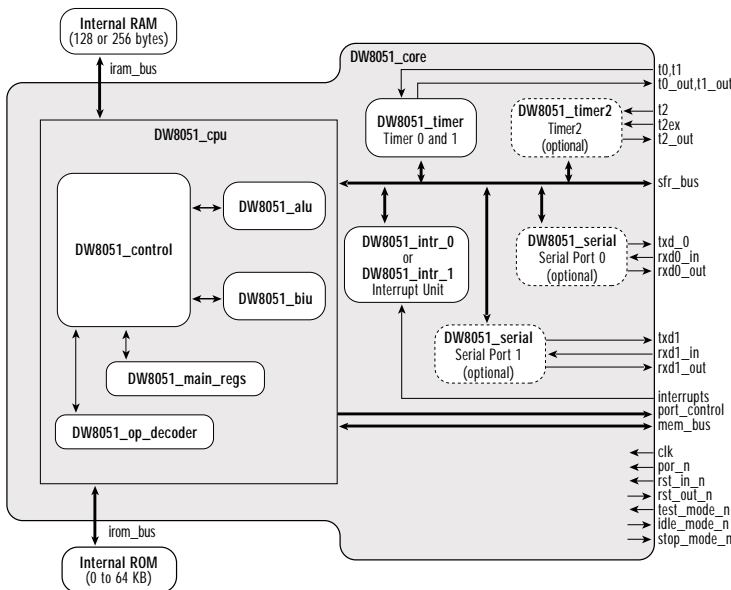 Internal RAM
(128 or 256 bytes)
iram_bus
DW8051_core
t0,t1
t0_out,t1_out
DW8051_cpu
DW8051_timer
Timer 0 and 1
DW8051_timer2
Timer2
(optional)
t2
t2ex
t2_out
sfr_bus
DW8051_control
DW8051_alu
DW8051_biu
DW8051_main_regs
DW8051_op_decoder
DW8051_intr_0
or
DW8051_intr_1
Interrupt Unit
DW8051_serial
Serial Port 0
(optional)
txd_0
rxd0_in
rxd0_out
DW8051_serial
Serial Port 1
(optional)
txd1
rxd1_in
rxd1_out
interrupts
port_control
mem_bus
clk
por_n
rst_in_n
rst_out_n
test_mode_n
idle_mode_n
stop_mode_n
irom_bus
Internal ROM
(0 to 64 KB)